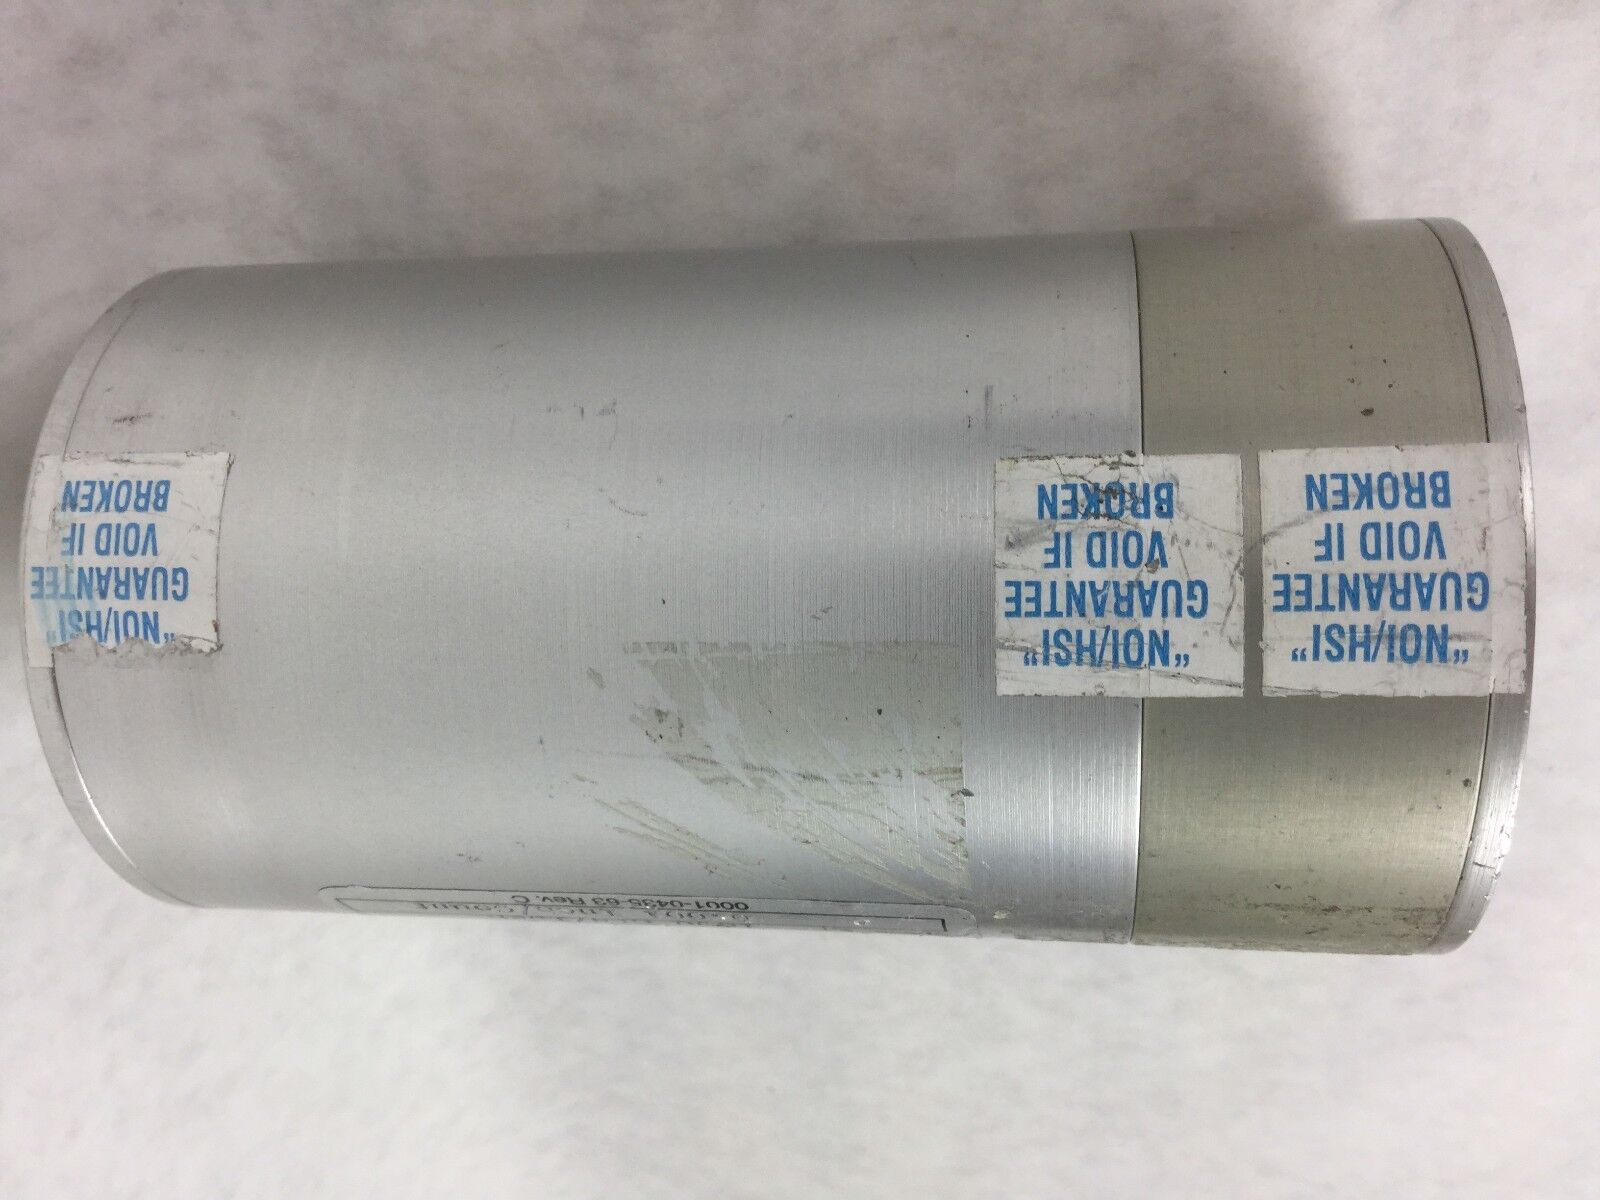 "NOI/HSI"
GUARANTEE
VOID IF
BROKEN
"NOI/HSI"
GUARANTEE
VOID IF
BROKEN
"NOI/HSI"
GUARANTEE
VOID IF
BROKEN
0001-0435-63 Rev. C